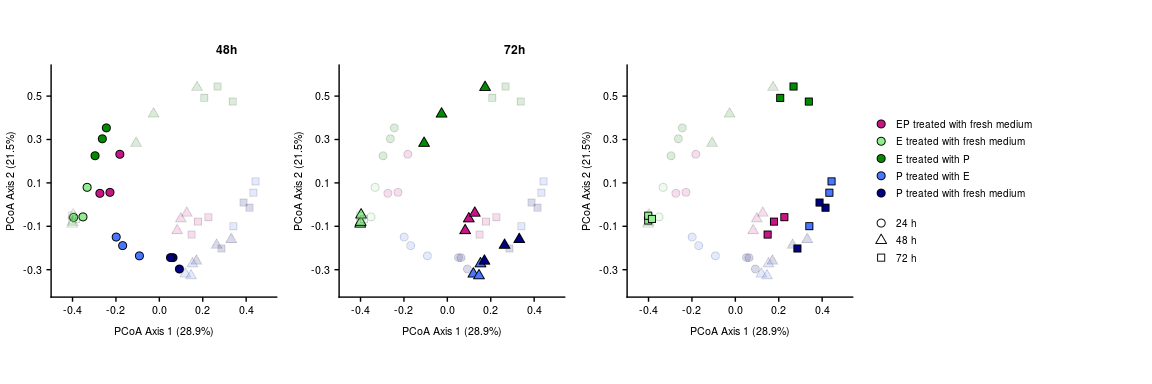 48h
72h
PCoA Axis 2 (21.5%)
0.5
0.3
0.1
-0.1
-0.3
-0.4
-0.2
0.0
0.2
0.4
PCoA Axis 1 (28.9%)
PCoA Axis 2 (21.5%)
0.5
0.3
0.1
-0.1
-0.3
-0.4
-0.2
0.0
0.2
0.4
PCoA Axis 1 (28.9%)
PCoA Axis 2 (21.5%)
0.5
0.3
0.1
-0.1
-0.3
-0.4
-0.2
0.0
0.2
0.4
PCoA Axis 1 (28.9%)
EP treated with fresh medium
E treated with fresh medium
E treated with P
P treated with E
P treated with fresh medium
24 h
48 h
72 h